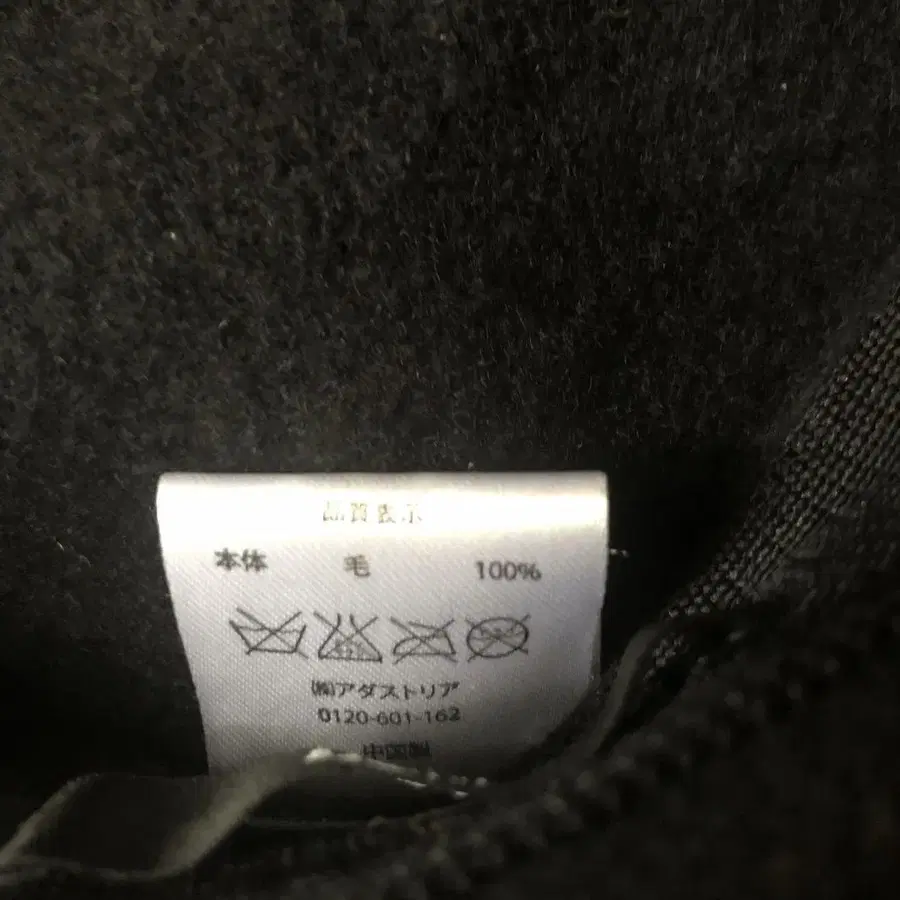 品質表示
本体 毛 100%
㈱アダストリア
0120-601-162
中国製